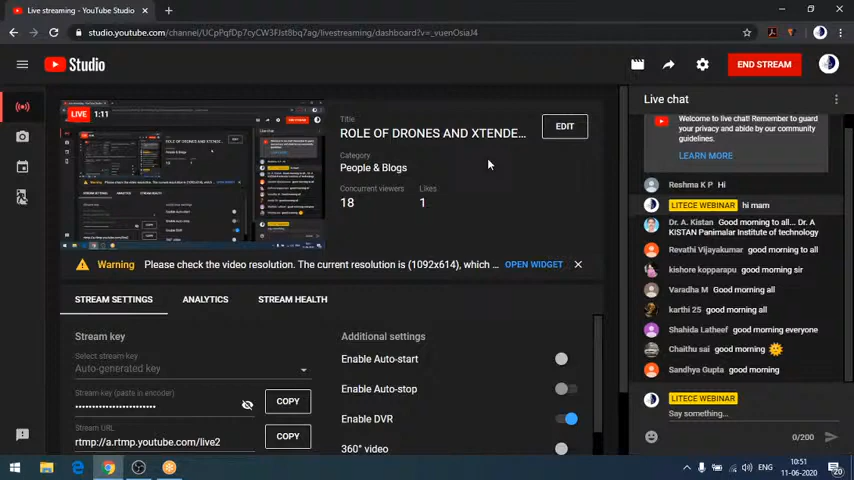 Live streaming - YouTube Studio
studio.youtube.com/channel/UCpPqfDp7cyCW3FJst8bq7ag/livestreaming/dashboard?v=_vuenOsiaJ4
Studio
END STREAM
LIVE 1:11
Title
ROLE OF DRONES AND XTENDE...
EDIT
Category
People & Blogs
Concurrent viewers
Likes
18
1
Warning Please check the video resolution. The current resolution is (1092x614), which ... OPEN WIDGET
STREAM SETTINGS
ANALYTICS
STREAM HEALTH
Stream key
Select stream key
Auto-generated key
Stream key (paste in encoder)
COPY
Stream URL
rtmp://a.rtmp.youtube.com/live2
COPY
Additional settings
Enable Auto-start
Enable Auto-stop
Enable DVR
360° video
Live chat
Welcome to live chat! Remember to guard
your privacy and abide by our community
guidelines.
LEARN MORE
Reshma K P Hi
LITECE WEBINAR hi mam
Dr. A. Kistan Good morning to all... Dr. A
KISTAN Panimalar Institute of technology
Revathi Vijayakumar good morning to all
kishore kopparapu good morning sir
Varadha M Good morning all
karthi 25 good morning all
Shahida Latheef good morning everyone
Chaithu sai good morning
Sandhya Gupta good morning
LITECE WEBINAR
Say something...
0/200
ENG
10:51
11-06-2020
20